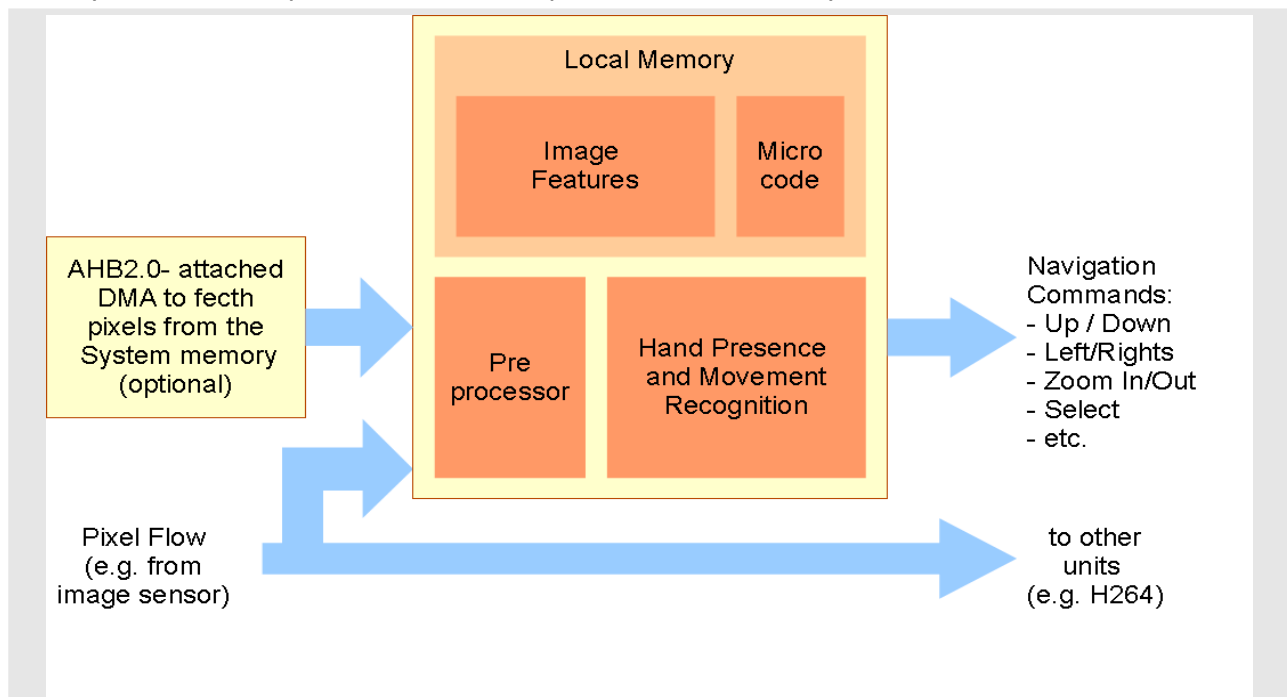 Local Memory
Image
Features
Micro
code
AHB2.0- attached
DMA to fecth
pixels from the
System memory
(optional)
Pre
processor
Hand Presence
and Movement
Recognition
Navigation
Commands:
- Up / Down
- Left/Rights
- Zoom In/Out
- Select
- etc.
Pixel Flow
(e.g. from
image sensor)
to other
units
(e.g. H264)